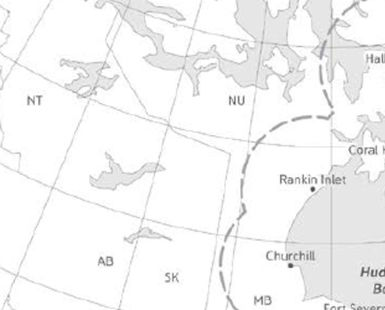 Hall
NT
NU
Coral H
Rankin Inlet
Churchill
AB
SK
Hud
Ba
MB
Fort Severn